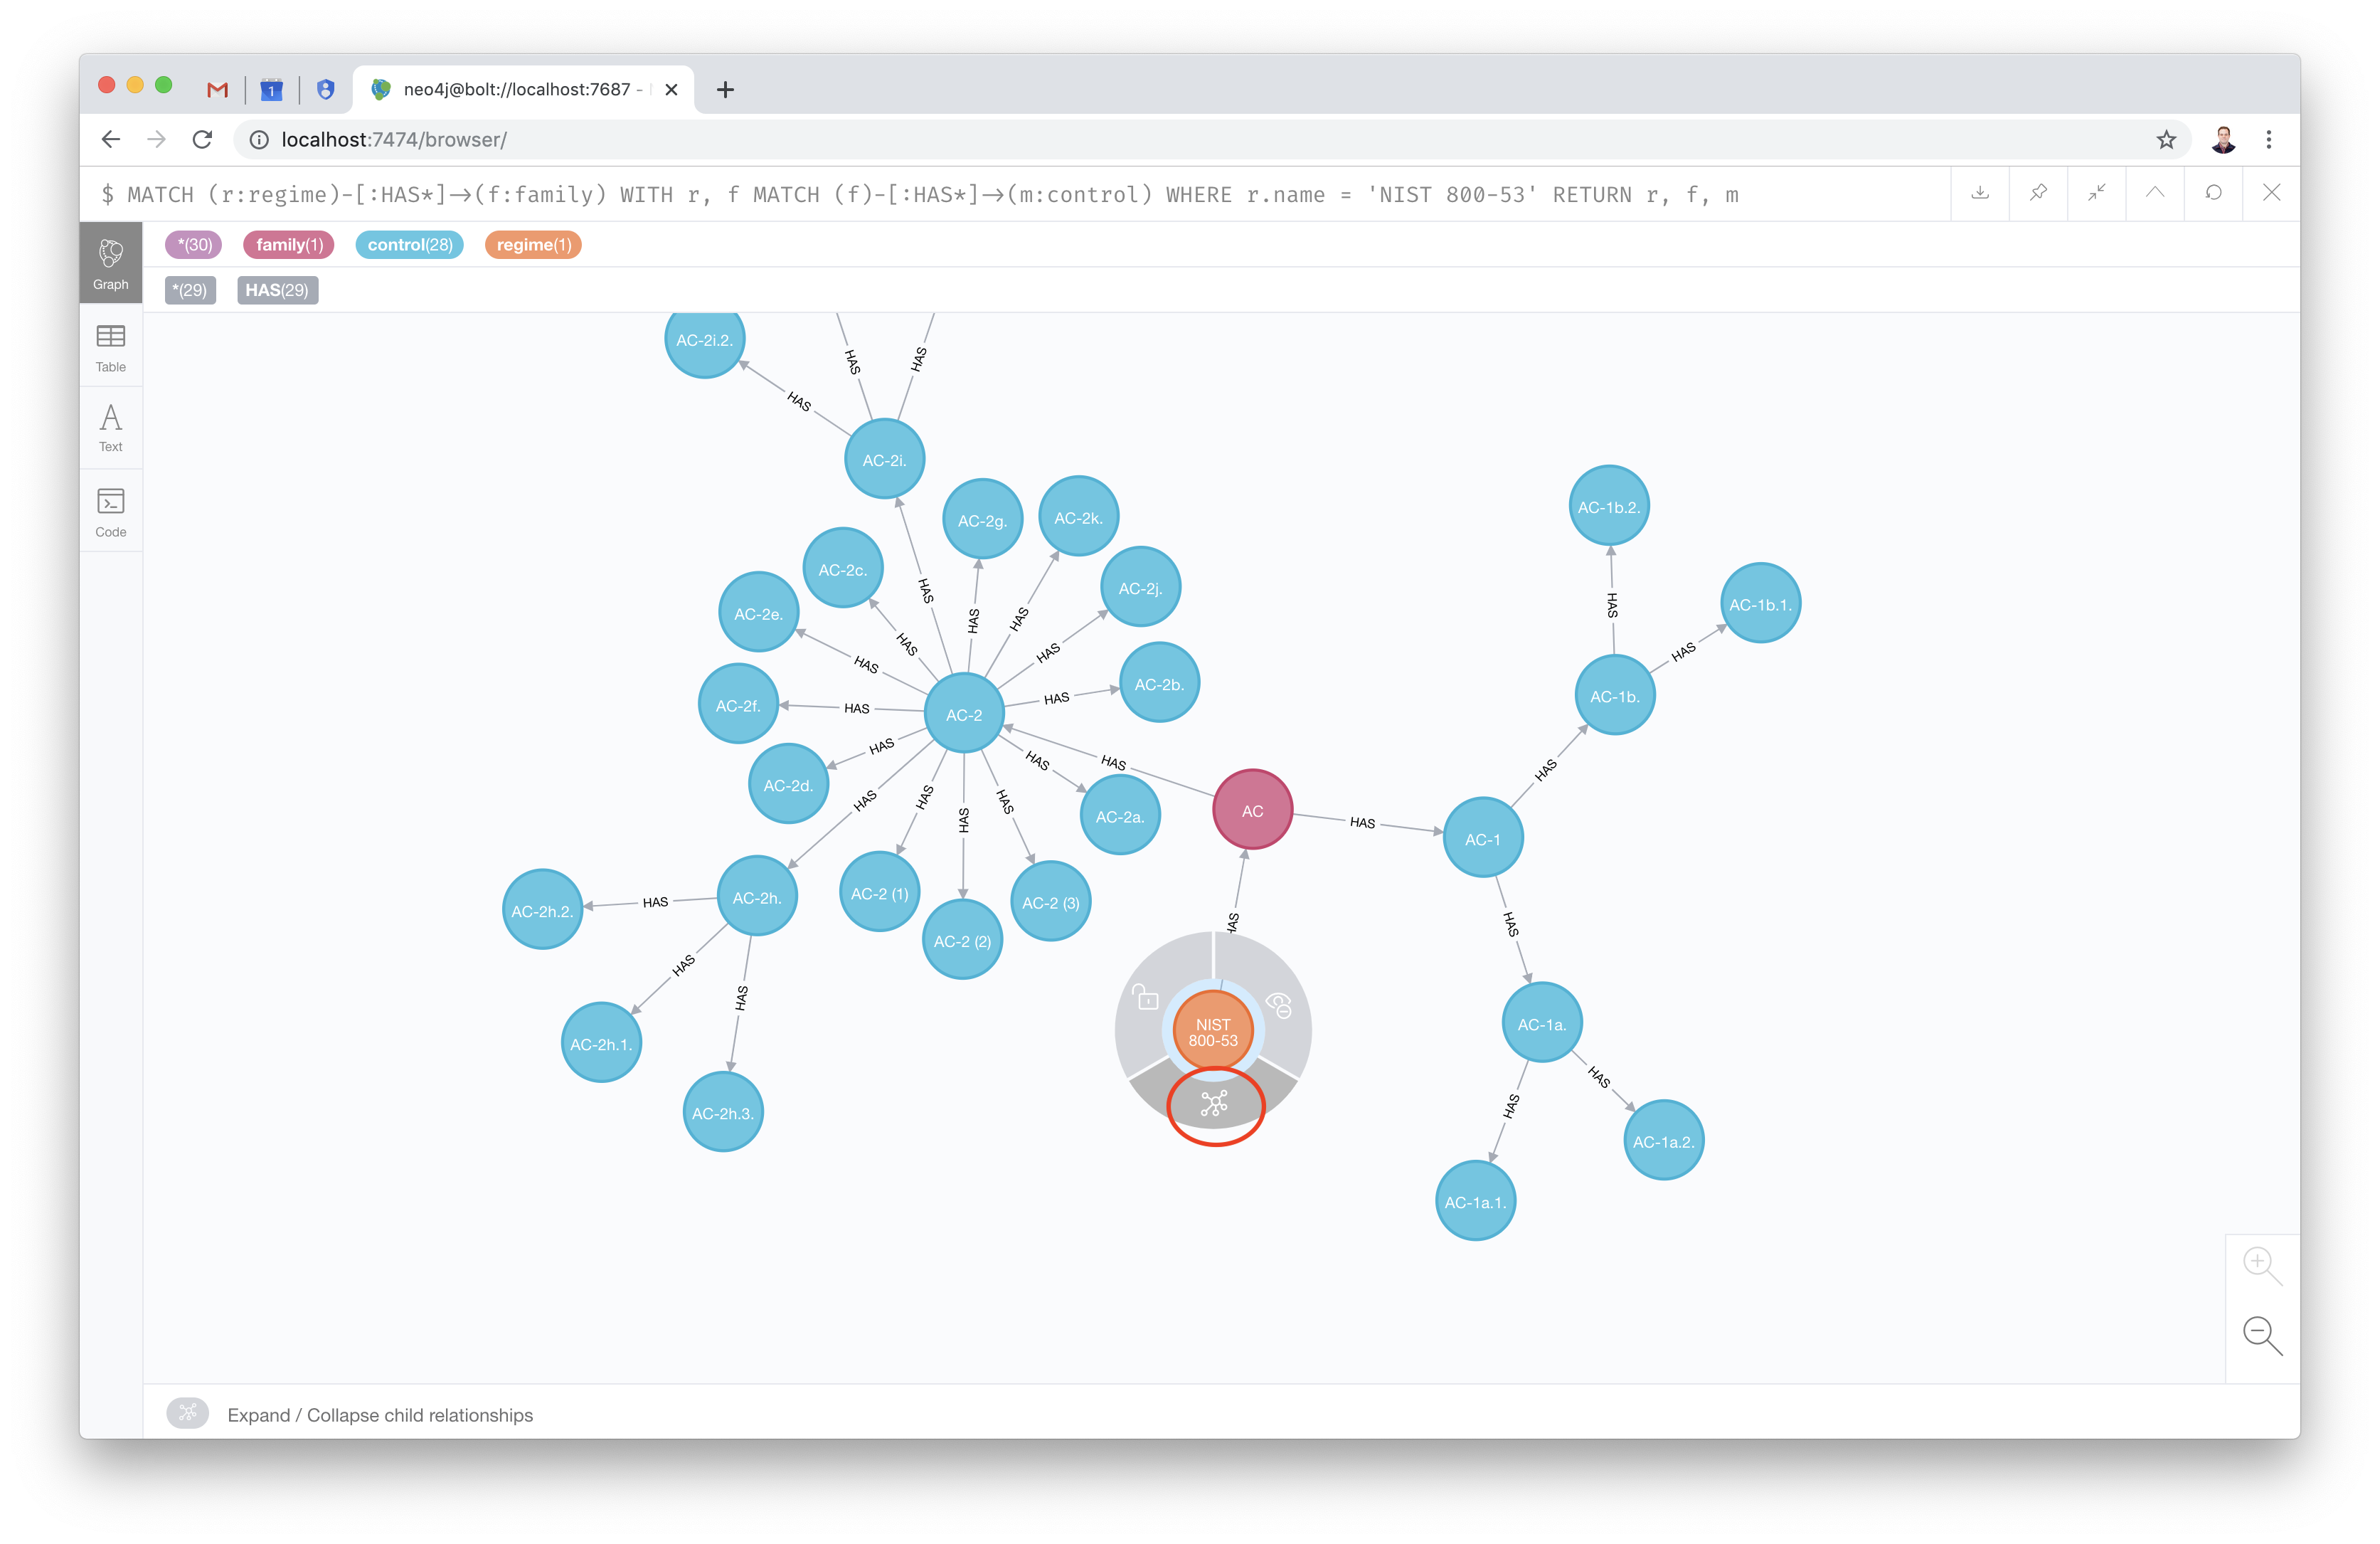 1
neo4j@bolt://localhost:7687 -
localhost:7474/browser/
$ MATCH (r:regime)-[:HAS*]->(f:family) WITH r, f MATCH (f)-[:HAS*]->(m:control) WHERE r.name = 'NIST 800-53' RETURN r, f, m
*(30) family(1) control(28) regime(1)
*(29) HAS(29)
Graph
Table
Text
Code
AC-2i.2.
HAS
HAS
HAS
AC-2i.
AC-2g.
AC-2k.
AC-2c.
AC-2j.
AC-2e.
HAS
HAS
HAS
HAS
HAS
HAS
AC-2b.
AC-2f.
HAS
AC-2
HAS
HAS
AC-2d.
HAS
HAS
HAS
HAS
HAS
HAS
AC-2a.
HAS
AC
HAS
AC-1
HAS
AC-1b.
HAS
AC-1b.2.
HAS
AC-1b.1.
AC-2h.
AC-2 (1)
AC-2 (2)
AC-2 (3)
HAS
AC-2h.2.
HAS
AC-2h.1.
HAS
AC-2h.3.
HAS
NIST
800-53
HAS
AC-1a.
HAS
HAS
AC-1a.2.
AC-1a.1.
Expand / Collapse child relationships